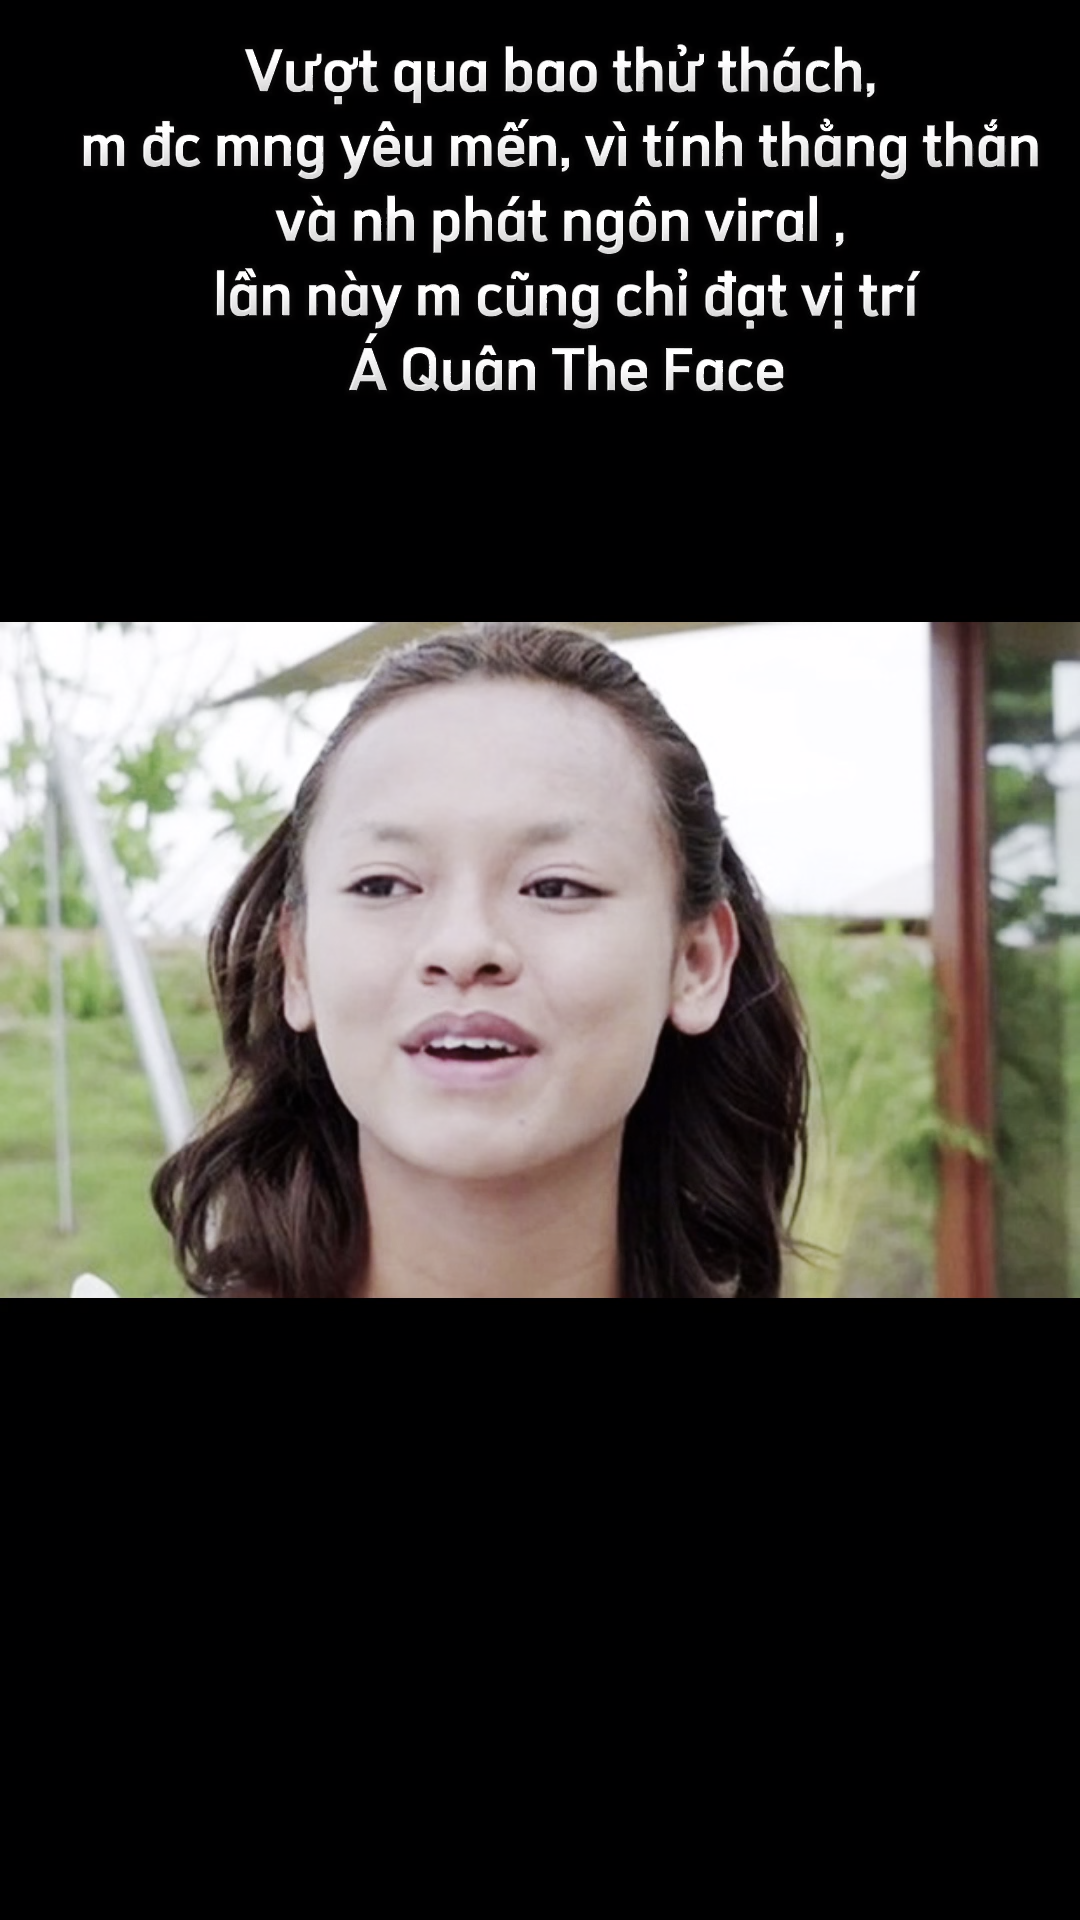 Vượt qua bao thử thách,
m đc mng yêu mến, vì tính thẳng thắn
và nh phát ngôn viral ,
lần này m cũng chỉ đạt vị trí
Á Quân The Face